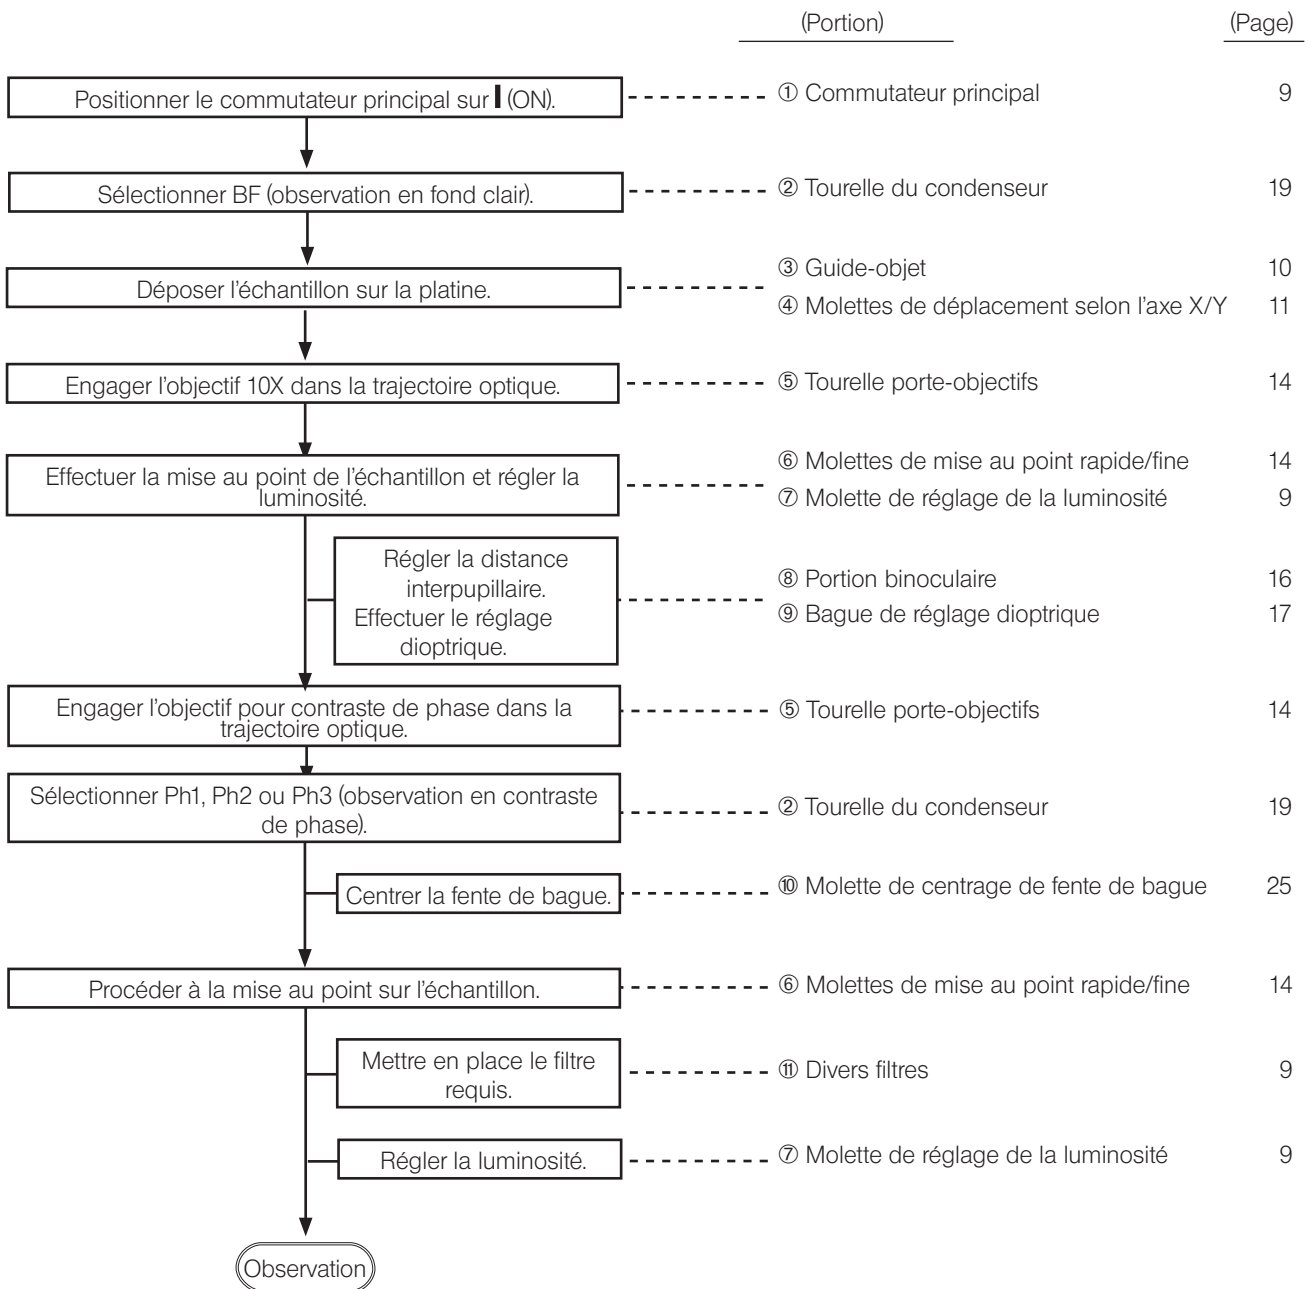 (Portion) (Page)
Positionner le commutateur principal sur I (ON). ① Commutateur principal 9
Sélectionner BF (observation en fond clair). ② Tourelle du condenseur 19
③ Guide-objet 10
Déposer l'échantillon sur la platine.
④ Molettes de déplacement selon l'axe X/Y 11
Engager l'objectif 10X dans la trajectoire optique. ⑤ Tourelle porte-objectifs 14
Effectuer la mise au point de l'échantillon et régler la
luminosité.
⑥ Molettes de mise au point rapide/fine 14
⑦ Molette de réglage de la luminosité 9
Régler la distance
interpupillaire.
Effectuer le réglage
dioptrique.
⑧ Portion binoculaire 16
⑨ Bague de réglage dioptrique 17
Engager l'objectif pour contraste de phase dans la
trajectoire optique.
⑤ Tourelle porte-objectifs 14
Sélectionner Ph1, Ph2 ou Ph3 (observation en contraste
de phase).
② Tourelle du condenseur 19
Centrer la fente de bague. ⑩ Molette de centrage de fente de bague 25
Procéder à la mise au point sur l'échantillon. ⑥ Molettes de mise au point rapide/fine 14
Mettre en place le filtre
requis.
⑪ Divers filtres 9
Régler la luminosité. ⑦ Molette de réglage de la luminosité 9
Observation